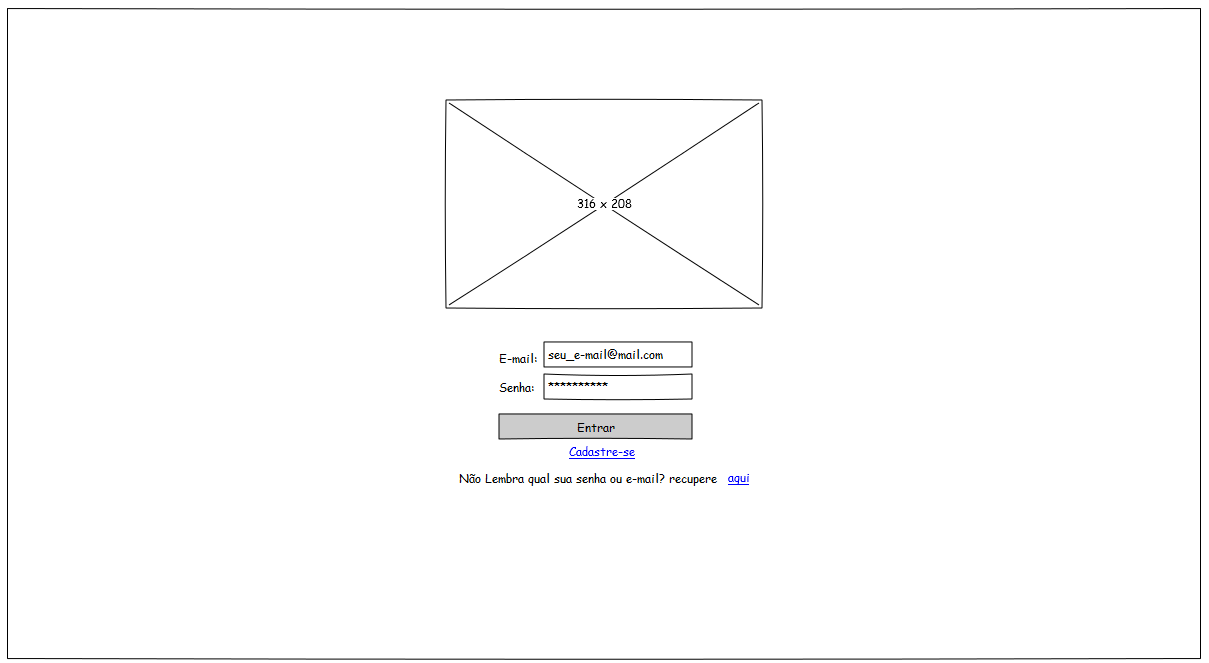 316 x 208
E-mail: seu_e-mail@mail.com
Senha: **********
Entrar
Cadastre-se
Não Lembra qual sua senha ou e-mail? recupere aqui